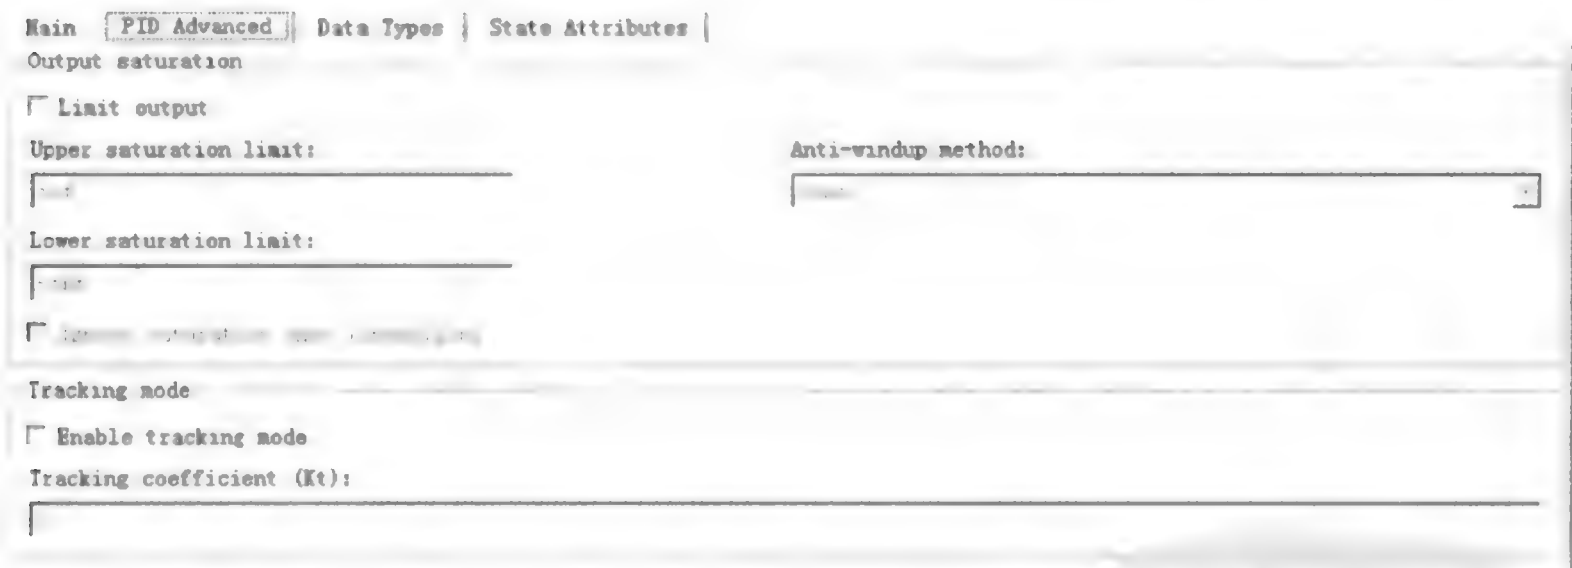 Main PID Advanced Data Types State Attributes
Output saturation
Limit output
Upper saturation limit: Anti-windup method:
Lower saturation limit:
Tracking mode
Enable tracking mode
Tracking coefficient (Kt):